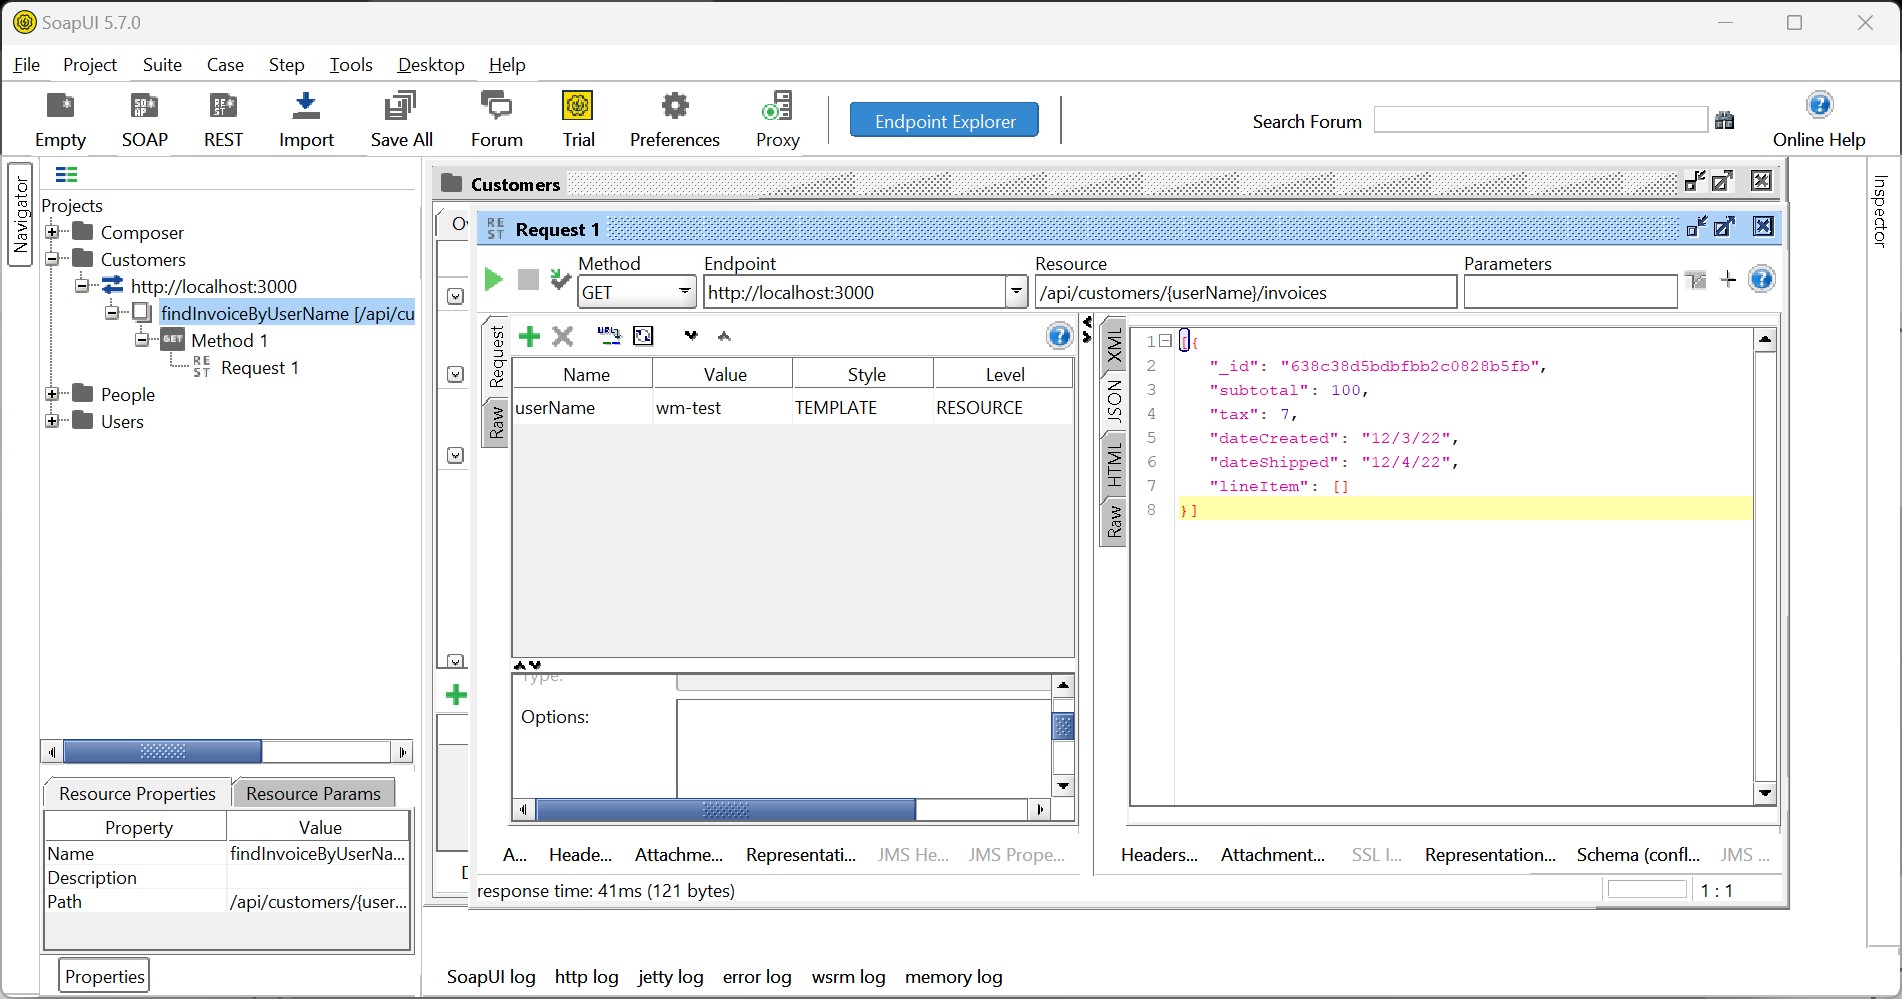 SoapUI 5.7.0
File Project Suite Case Step Tools Desktop Help
Empty SOAP REST Import Save All Forum Trial Preferences Proxy
Endpoint Explorer
Search Forum
Online Help
Navigator
Projects
Composer
Customers
http://localhost:3000
findInvoiceByUserName [/api/cu
GET Method 1
REST Request 1
People
Users
Resource Properties Resource Params
Property Value
Name findInvoiceByUserNa...
Description
Path /api/customers/{user...
Properties
Customers
Ov
REST Request 1
Method Endpoint Resource Parameters
GET http://localhost:3000 /api/customers/{userName}/invoices
Request
Raw
Name Value Style Level
userName wm-test TEMPLATE RESOURCE
Type:
Options:
A... Heade... Attachme... Representati... JMS He... JMS Prope...
XML
JSON
HTML
Raw
1 [{
2 "_id": "638c38d5bdbfbb2c0828b5fb",
3 "subtotal": 100,
4 "tax": 7,
5 "dateCreated": "12/3/22",
6 "dateShipped": "12/4/22",
7 "lineItem": []
8 }]
Headers... Attachment... SSL I... Representation... Schema (confl... JMS ...
response time: 41ms (121 bytes)
1 : 1
Inspector
SoapUI log http log jetty log error log wsrm log memory log